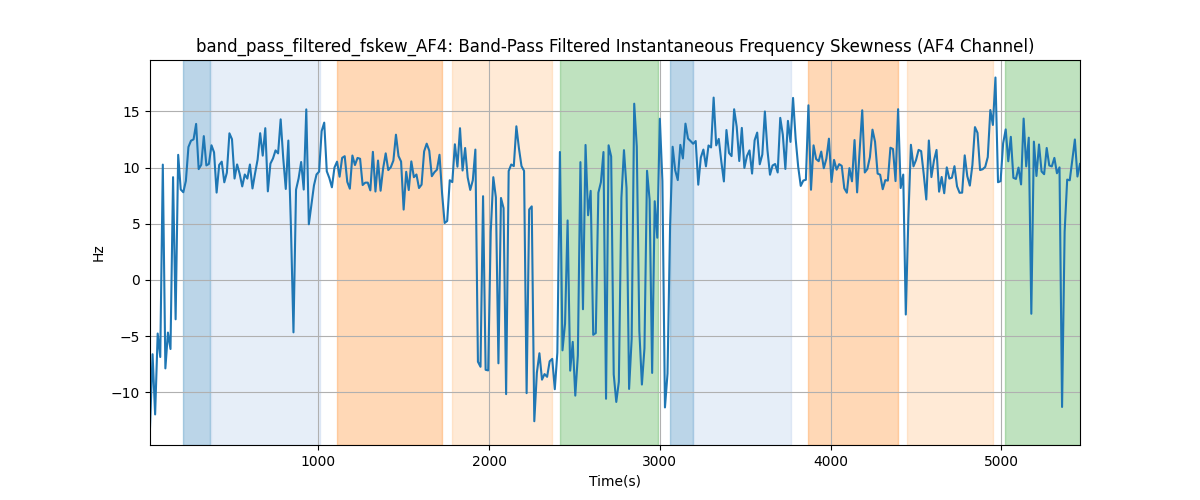 band_pass_filtered_fskew_AF4: Band-Pass Filtered Instantaneous Frequency Skewness (AF4 Channel)
15
10
5
0
−5
−10
Hz
1000 2000 3000 4000 5000
Time(s)